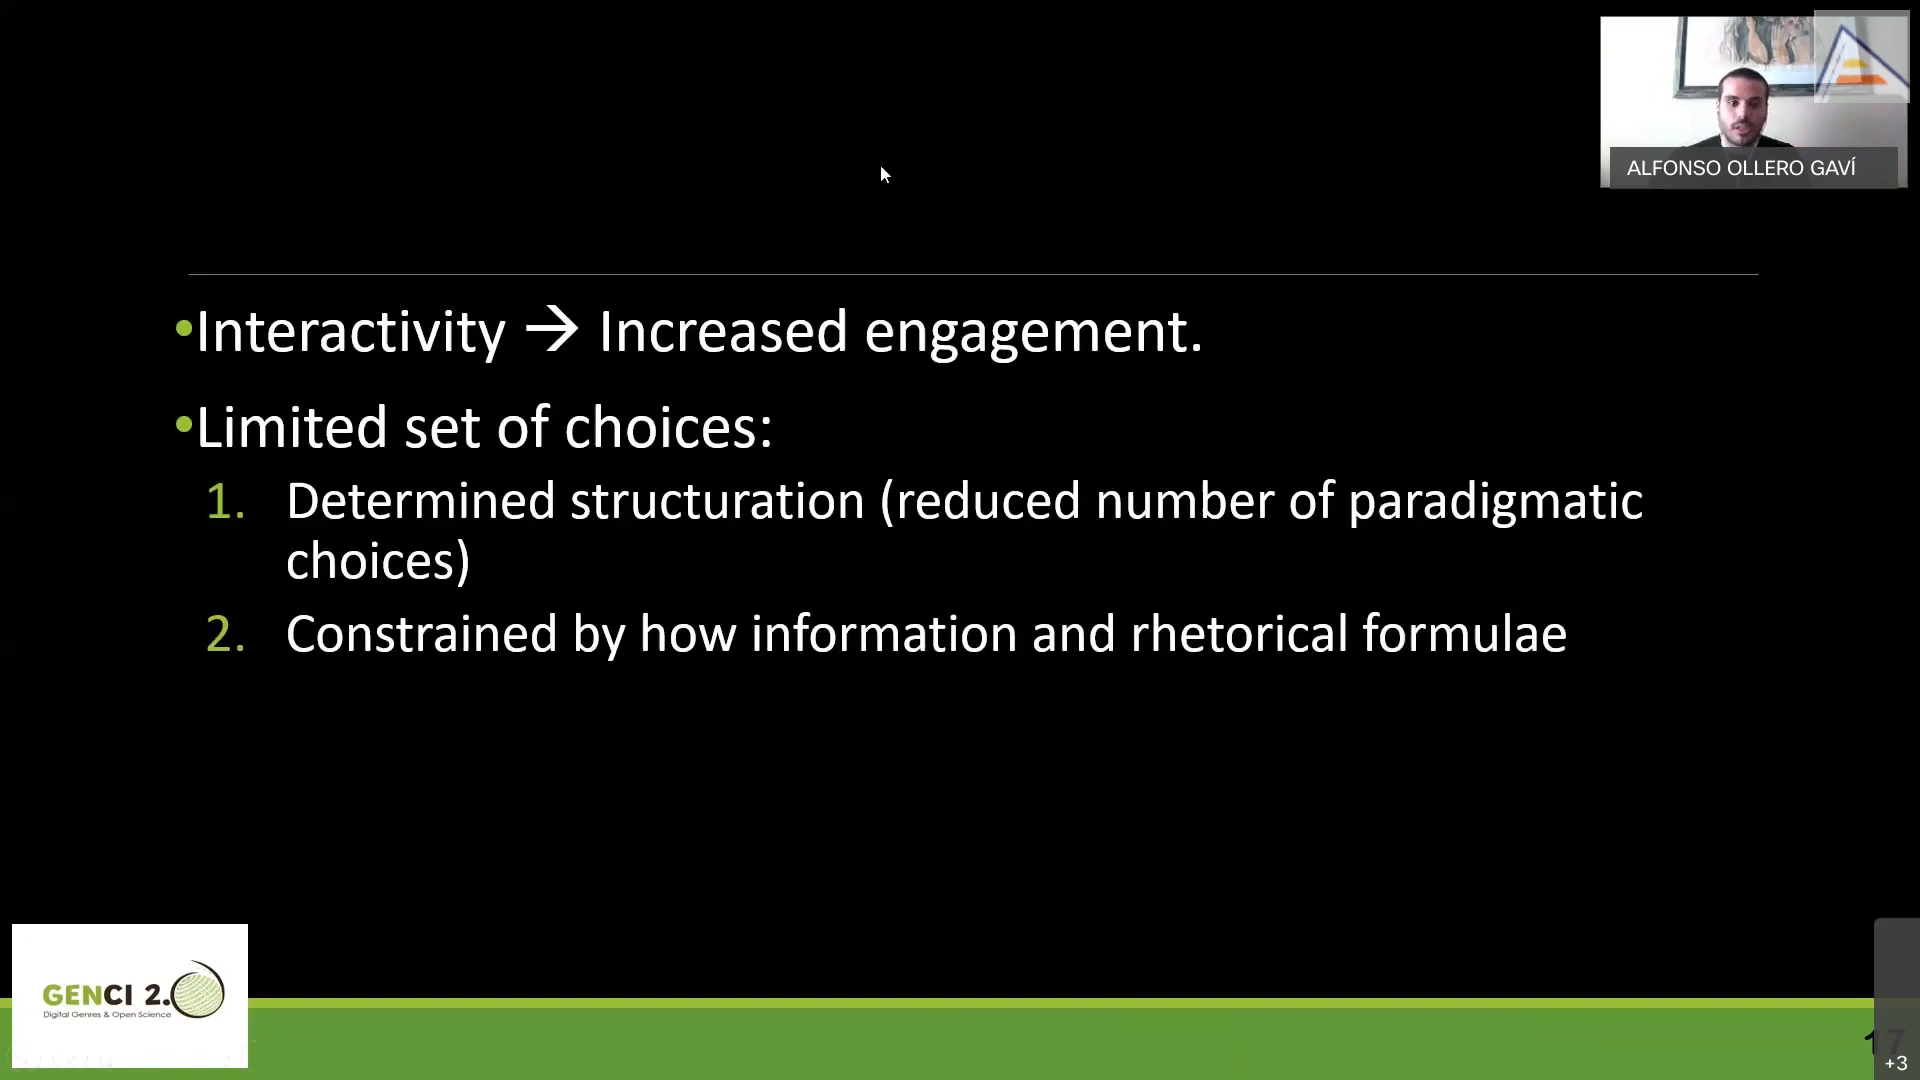 ALFONSO OLLERO GAVÍ
•Interactivity → Increased engagement.
•Limited set of choices:
1. Determined structuration (reduced number of paradigmatic
choices)
2. Constrained by how information and rhetorical formulae
GENCI 2.0
Digital Genres & Open Science
17
+3